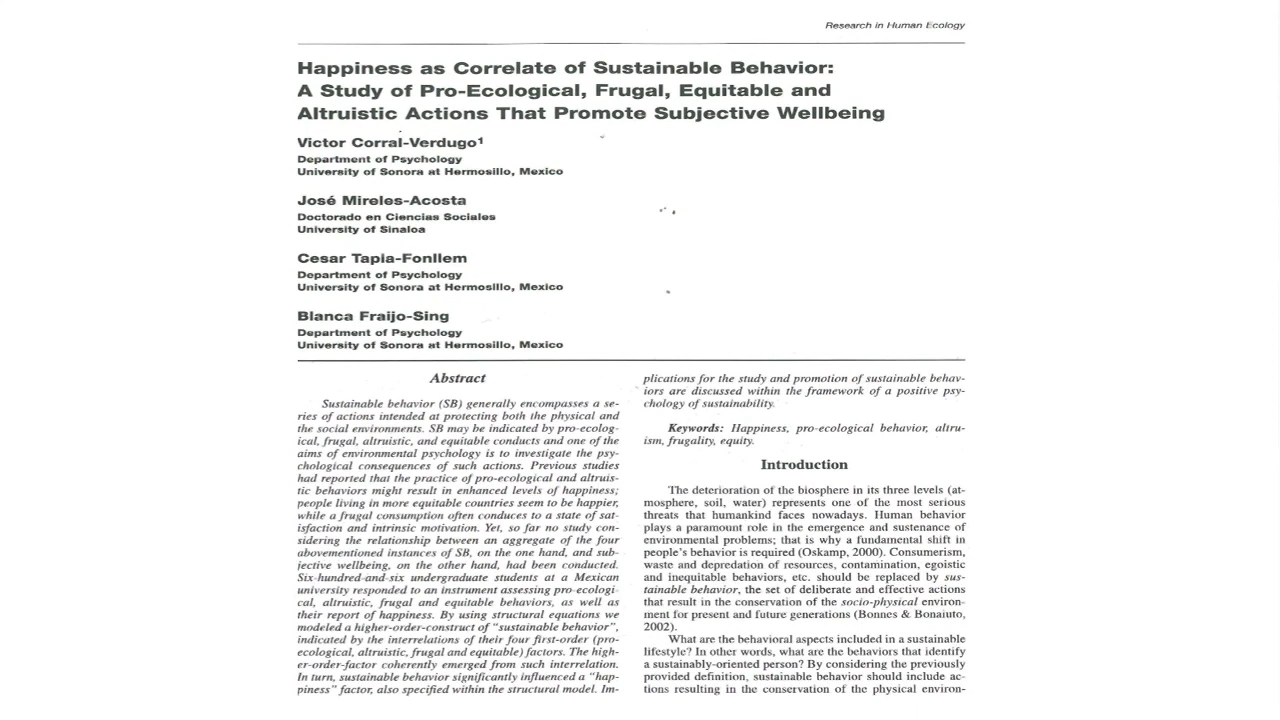 Research in Human Ecology
Happiness as Correlate of Sustainable Behavior:
A Study of Pro-Ecological, Frugal, Equitable and
Altruistic Actions That Promote Subjective Wellbeing
Victor Corral-Verdugo¹
Department of Psychology
University of Sonora at Hermosillo, Mexico
José Mireles-Acosta
Doctorado en Ciencias Sociales
University of Sinaloa
Cesar Tapia-Fonllem
Department of Psychology
University of Sonora at Hermosillo, Mexico
Blanca Fraijo-Sing
Department of Psychology
University of Sonora at Hermosillo, Mexico
Abstract
Sustainable behavior (SB) generally encompasses a se-
ries of actions intended at protecting both the physical and
the social environments. SB may be indicated by pro-ecolog-
ical, frugal, altruistic, and equitable conducts and one of the
aims of environmental psychology is to investigate the psy-
chological consequences of such actions. Previous studies
had reported that the practice of pro-ecological and altruis-
tic behaviors might result in enhanced levels of happiness;
people living in more equitable countries seem to be happier,
while a frugal consumption often conduces to a state of sat-
isfaction and intrinsic motivation. Yet, so far no study con-
sidering the relationship between an aggregate of the four
abovementioned instances of SB, on the one hand, and sub-
jective wellbeing, on the other hand, had been conducted.
Six-hundred-and-six undergraduate students at a Mexican
university responded to an instrument assessing pro-ecologi-
cal, altruistic, frugal and equitable behaviors, as well as
their report of happiness. By using structural equations we
modeled a higher-order-construct of "sustainable behavior",
indicated by the interrelations of their four first-order (pro-
ecological, altruistic, frugal and equitable) factors. The high-
er-order-factor coherently emerged from such interrelation.
In turn, sustainable behavior significantly influenced a "hap-
piness" factor, also specified within the structural model. Im-
plications for the study and promotion of sustainable behav-
iors are discussed within the framework of a positive psy-
chology of sustainability.
Keywords: Happiness, pro-ecological behavior, altru-
ism, frugality, equity.
Introduction
The deterioration of the biosphere in its three levels (at-
mosphere, soil, water) represents one of the most serious
threats that humankind faces nowadays. Human behavior
plays a paramount role in the emergence and sustenance of
environmental problems; that is why a fundamental shift in
people's behavior is required (Oskamp, 2000). Consumerism,
waste and depredation of resources, contamination, egoistic
and inequitable behaviors, etc. should be replaced by sus-
tainable behavior, the set of deliberate and effective actions
that result in the conservation of the socio-physical environ-
ment for present and future generations (Bonnes & Bonaiuto,
2002).
What are the behavioral aspects included in a sustainable
lifestyle? In other words, what are the behaviors that identify
a sustainably-oriented person? By considering the previously
provided definition, sustainable behavior should include ac-
tions resulting in the conservation of the physical environ-